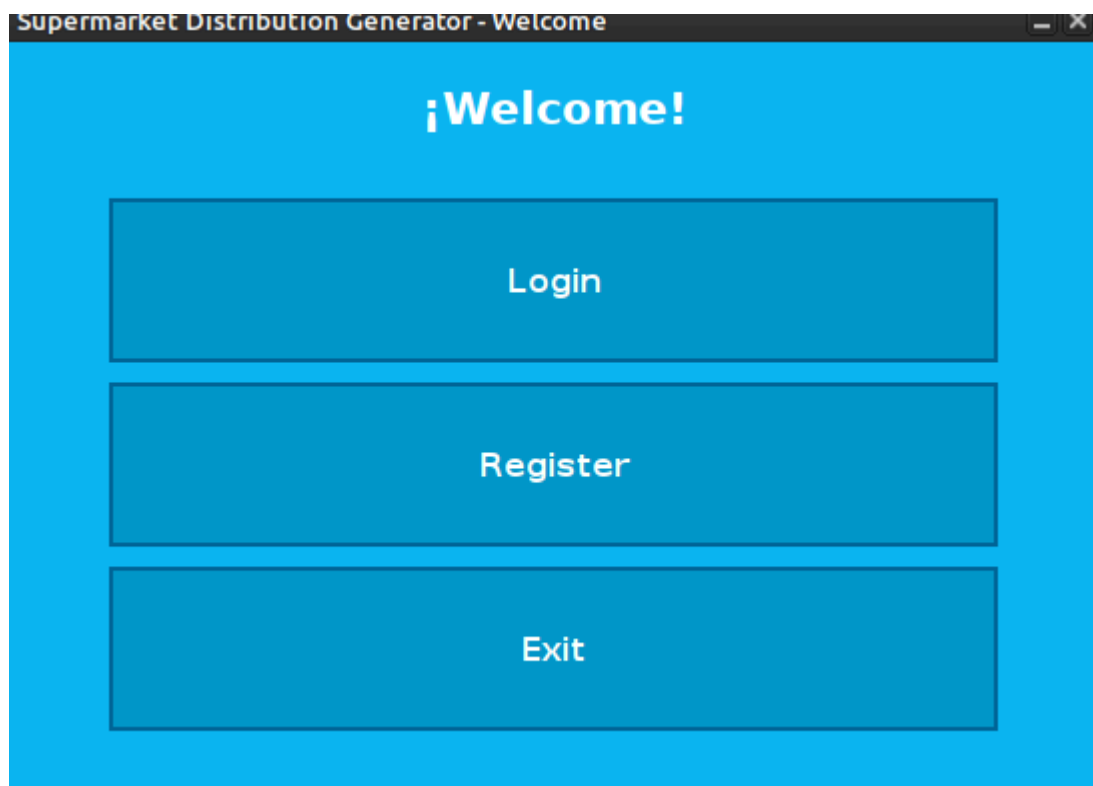 Supermarket Distribution Generator - Welcome
¡Welcome!
Login
Register
Exit